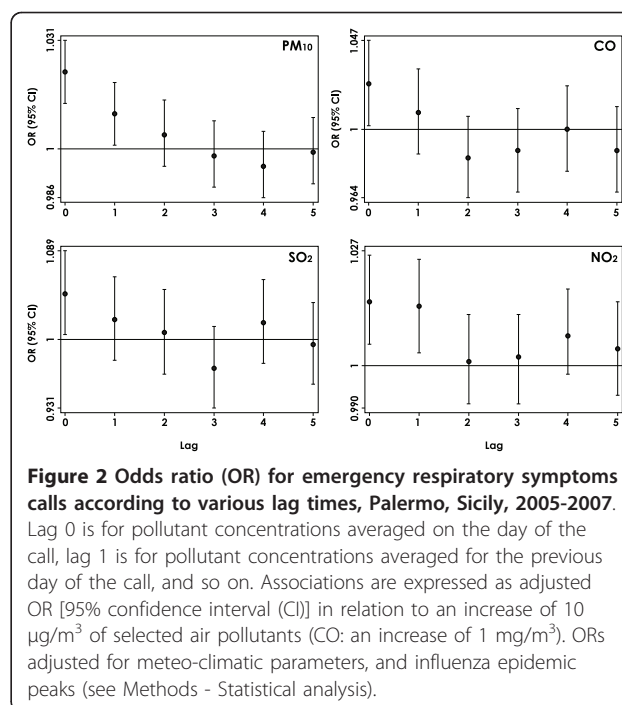 1.031
PM10
OR (95% CI)
1
0.986
0 1 2 3 4 5
1.047
CO
OR (95% CI)
1
0.964
0 1 2 3 4 5
1.089
SO2
OR (95% CI)
1
0.931
0 1 2 3 4 5
Lag
1.027
NO2
1
0.990
0 1 2 3 4 5
Lag
Figure 2 Odds ratio (OR) for emergency respiratory symptoms
calls according to various lag times, Palermo, Sicily, 2005-2007.
Lag 0 is for pollutant concentrations averaged on the day of the
call, lag 1 is for pollutant concentrations averaged for the previous
day of the call, and so on. Associations are expressed as adjusted
OR [95% confidence interval (CI)] in relation to an increase of 10
μg/m³ of selected air pollutants (CO: an increase of 1 mg/m³). ORs
adjusted for meteo-climatic parameters, and influenza epidemic
peaks (see Methods - Statistical analysis).